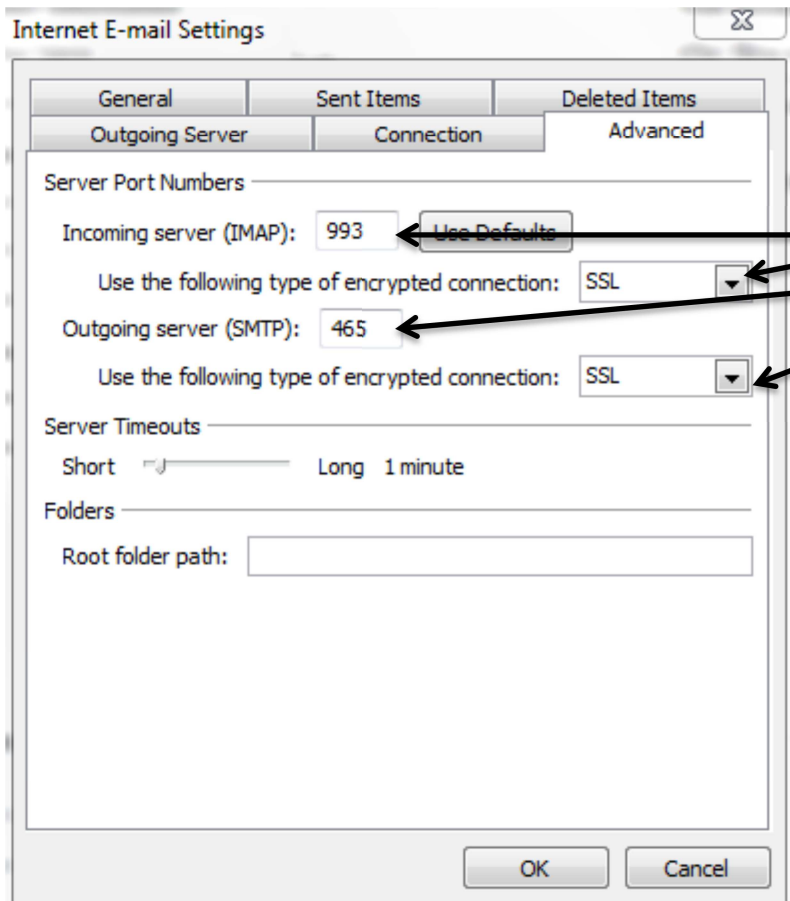 Internet E-mail Settings
General Sent Items Deleted Items
Outgoing Server Connection Advanced
Server Port Numbers
Incoming server (IMAP): 993 Use Defaults
Use the following type of encrypted connection: SSL
Outgoing server (SMTP): 465
Use the following type of encrypted connection: SSL
Server Timeouts
Short Long 1 minute
Folders
Root folder path:
OK Cancel